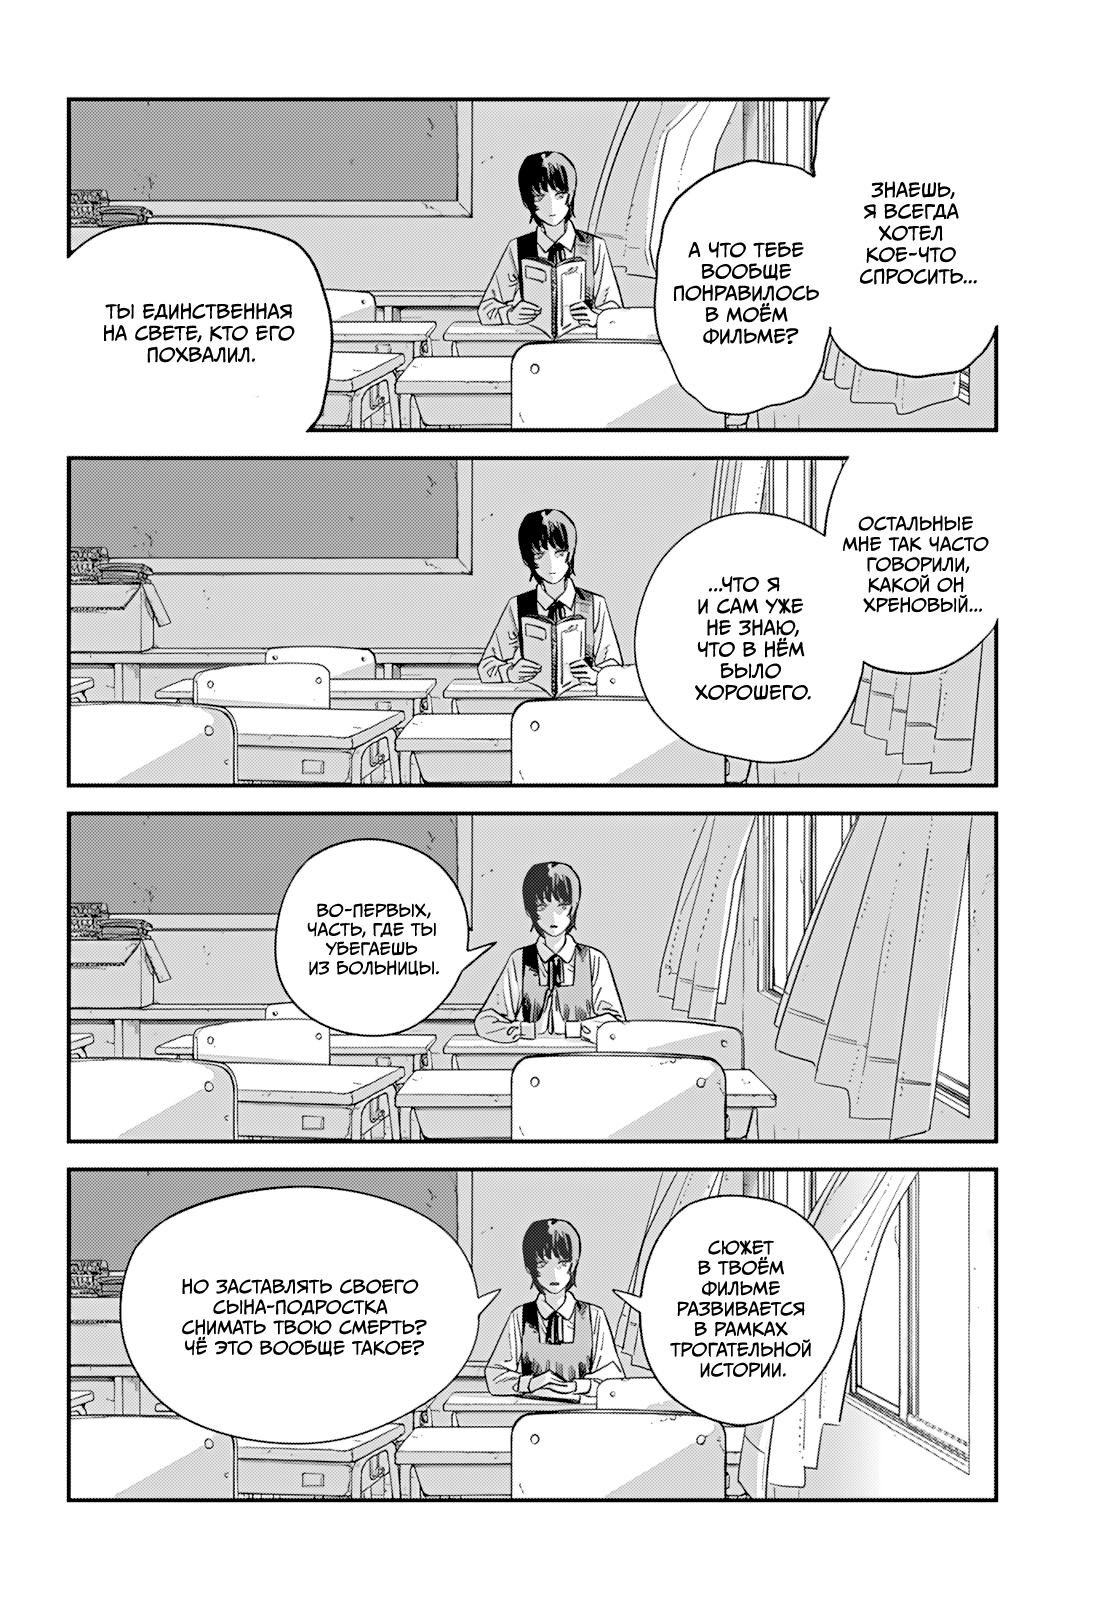 ЗНАЕШЬ,
Я ВСЕГДА
ХОТЕЛ
КОЕ-ЧТО
СПРОСИТЬ...
А ЧТО ТЕБЕ
ВООБЩЕ
ПОНРАВИЛОСЬ
В МОЁМ
ФИЛЬМЕ?
ТЫ ЕДИНСТВЕННАЯ
НА СВЕТЕ, КТО ЕГО
ПОХВАЛИЛ.
ОСТАЛЬНЫЕ
МНЕ ТАК ЧАСТО
ГОВОРИЛИ,
КАКОЙ ОН
ХРЕНОВЫЙ...
...ЧТО Я
И САМ УЖЕ
НЕ ЗНАЮ,
ЧТО В НЁМ
БЫЛО
ХОРОШЕГО.
ВО-ПЕРВЫХ,
ЧАСТЬ, ГДЕ ТЫ
УБЕГАЕШЬ
ИЗ БОЛЬНИЦЫ.
СЮЖЕТ
В ТВОЁМ
ФИЛЬМЕ
РАЗВИВАЕТСЯ
В РАМКАХ
ТРОГАТЕЛЬНОЙ
ИСТОРИИ.
НО ЗАСТАВЛЯТЬ СВОЕГО
СЫНА-ПОДРОСТКА
СНИМАТЬ ТВОЮ СМЕРТЬ?
ЧЁ ЭТО ВООБЩЕ ТАКОЕ?